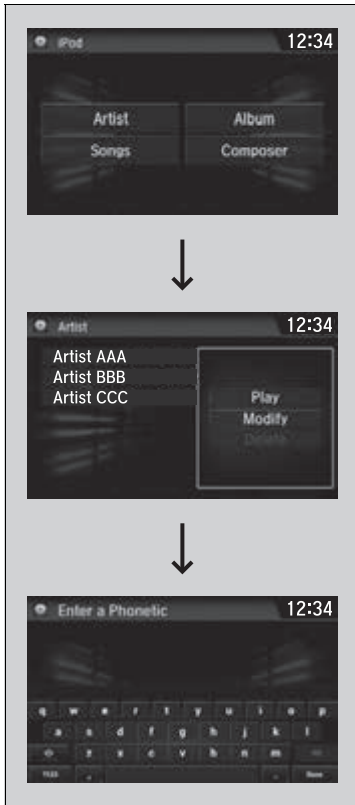 iPod 12:34
Artist Album
Songs Composer
Artist 12:34
Artist AAA
Artist BBB
Artist CCC
Play
Modify
Delete
Enter a Phonetic 12:34
q w e r t y u i o p
a s d f g h j k l
z x c v b n m